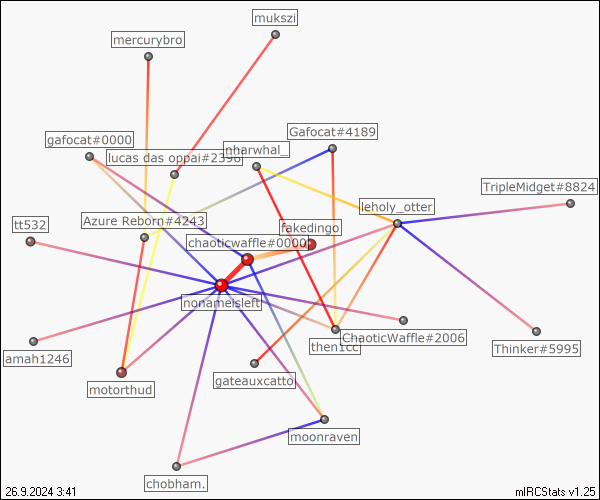 mukszi
mercurybro
Gafocat#4189
gafocat#0000
nharwhal_
lucas das oppai#2396
TripleMidget#8824
leholy_otter
Azure Reborn#4243
fakedingo
tt532
chaoticwaffle#0000
nonameisleft
ChaoticWaffle#2006
then1cc
Thinker#5995
amah1246
gateauxcatto
motorthud
moonraven
chobham.
26.9.2024 3:41
mIRCStats v1.25